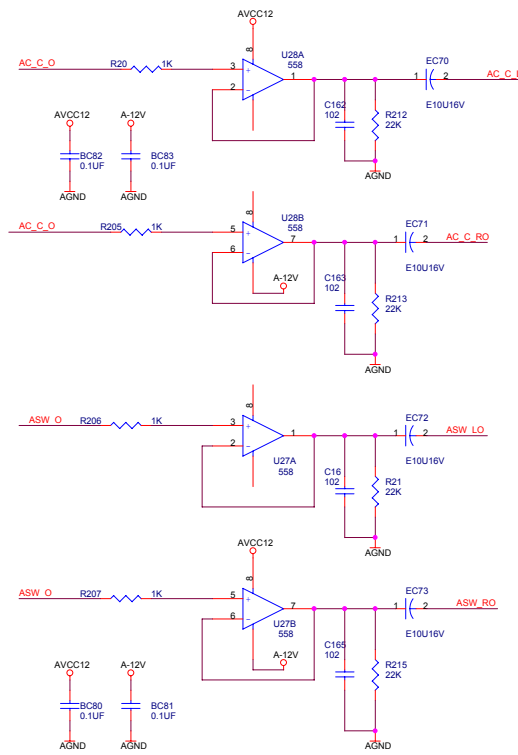 AVCC12
AC_C_O
R20
1K
3
2
8
1
U28A
558
C162
102
R212
22K
EC70
1
2
E10U16V
AGND
AVCC12
A-12V
BC82
0.1UF
BC83
0.1UF
AGND
AGND
AC_C_O
R205
1K
5
6
8
7
U28B
558
A-12V
C163
102
R213
22K
EC71
1
2
AC_C_RO
E10U16V
AGND
ASW_O
R206
1K
3
2
8
1
U27A
558
C16
102
R21
22K
EC72
1
2
ASW_LO
E10U16V
AGND
AVCC12
ASW_O
R207
1K
5
6
8
7
U27B
558
A-12V
C165
102
R215
22K
EC73
1
2
ASW_RO
E10U16V
AGND
AVCC12
A-12V
BC80
0.1UF
BC81
0.1UF
AGND
AGND